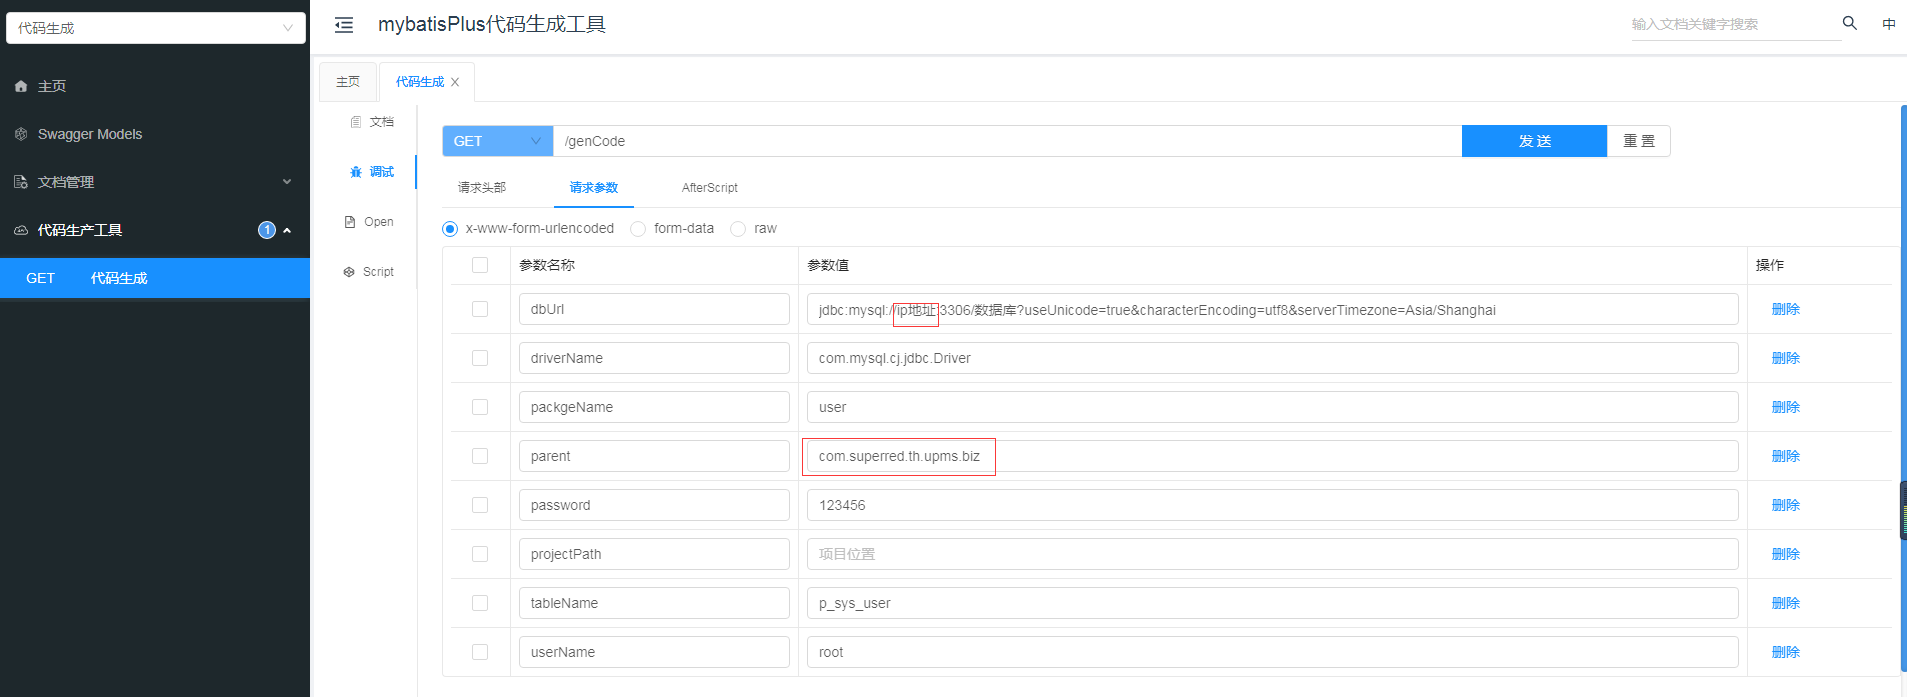 代码生成
主页
Swagger Models
文档管理
代码生产工具 1
GET 代码生成
mybatisPlus代码生成工具
输入文档关键字搜索
中
主页
代码生成
文档
调试
Open
Script
GET
/genCode
发 送
重 置
请求头部
请求参数
AfterScript
x-www-form-urlencoded
form-data
raw
参数名称
参数值
操作
dbUrl
jdbc:mysql://ip地址:3306/数据库?useUnicode=true&characterEncoding=utf8&serverTimezone=Asia/Shanghai
删除
driverName
com.mysql.cj.jdbc.Driver
删除
packgeName
user
删除
parent
com.superred.th.upms.biz
删除
password
123456
删除
projectPath
项目位置
删除
tableName
p_sys_user
删除
userName
root
删除